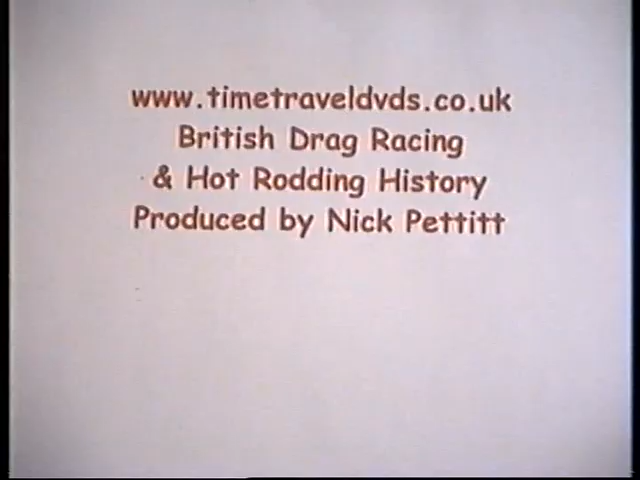 www.timetraveldvds.co.uk
British Drag Racing
& Hot Rodding History
Produced by Nick Pettitt